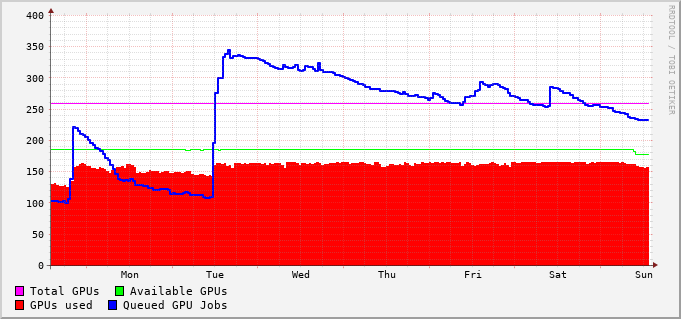 400
350
300
250
200
150
100
50
0
Mon Tue Wed Thu Fri Sat Sun
Total GPUs Available GPUs
GPUs used Queued GPU Jobs
RRDTOOL / TOBI OETIKER